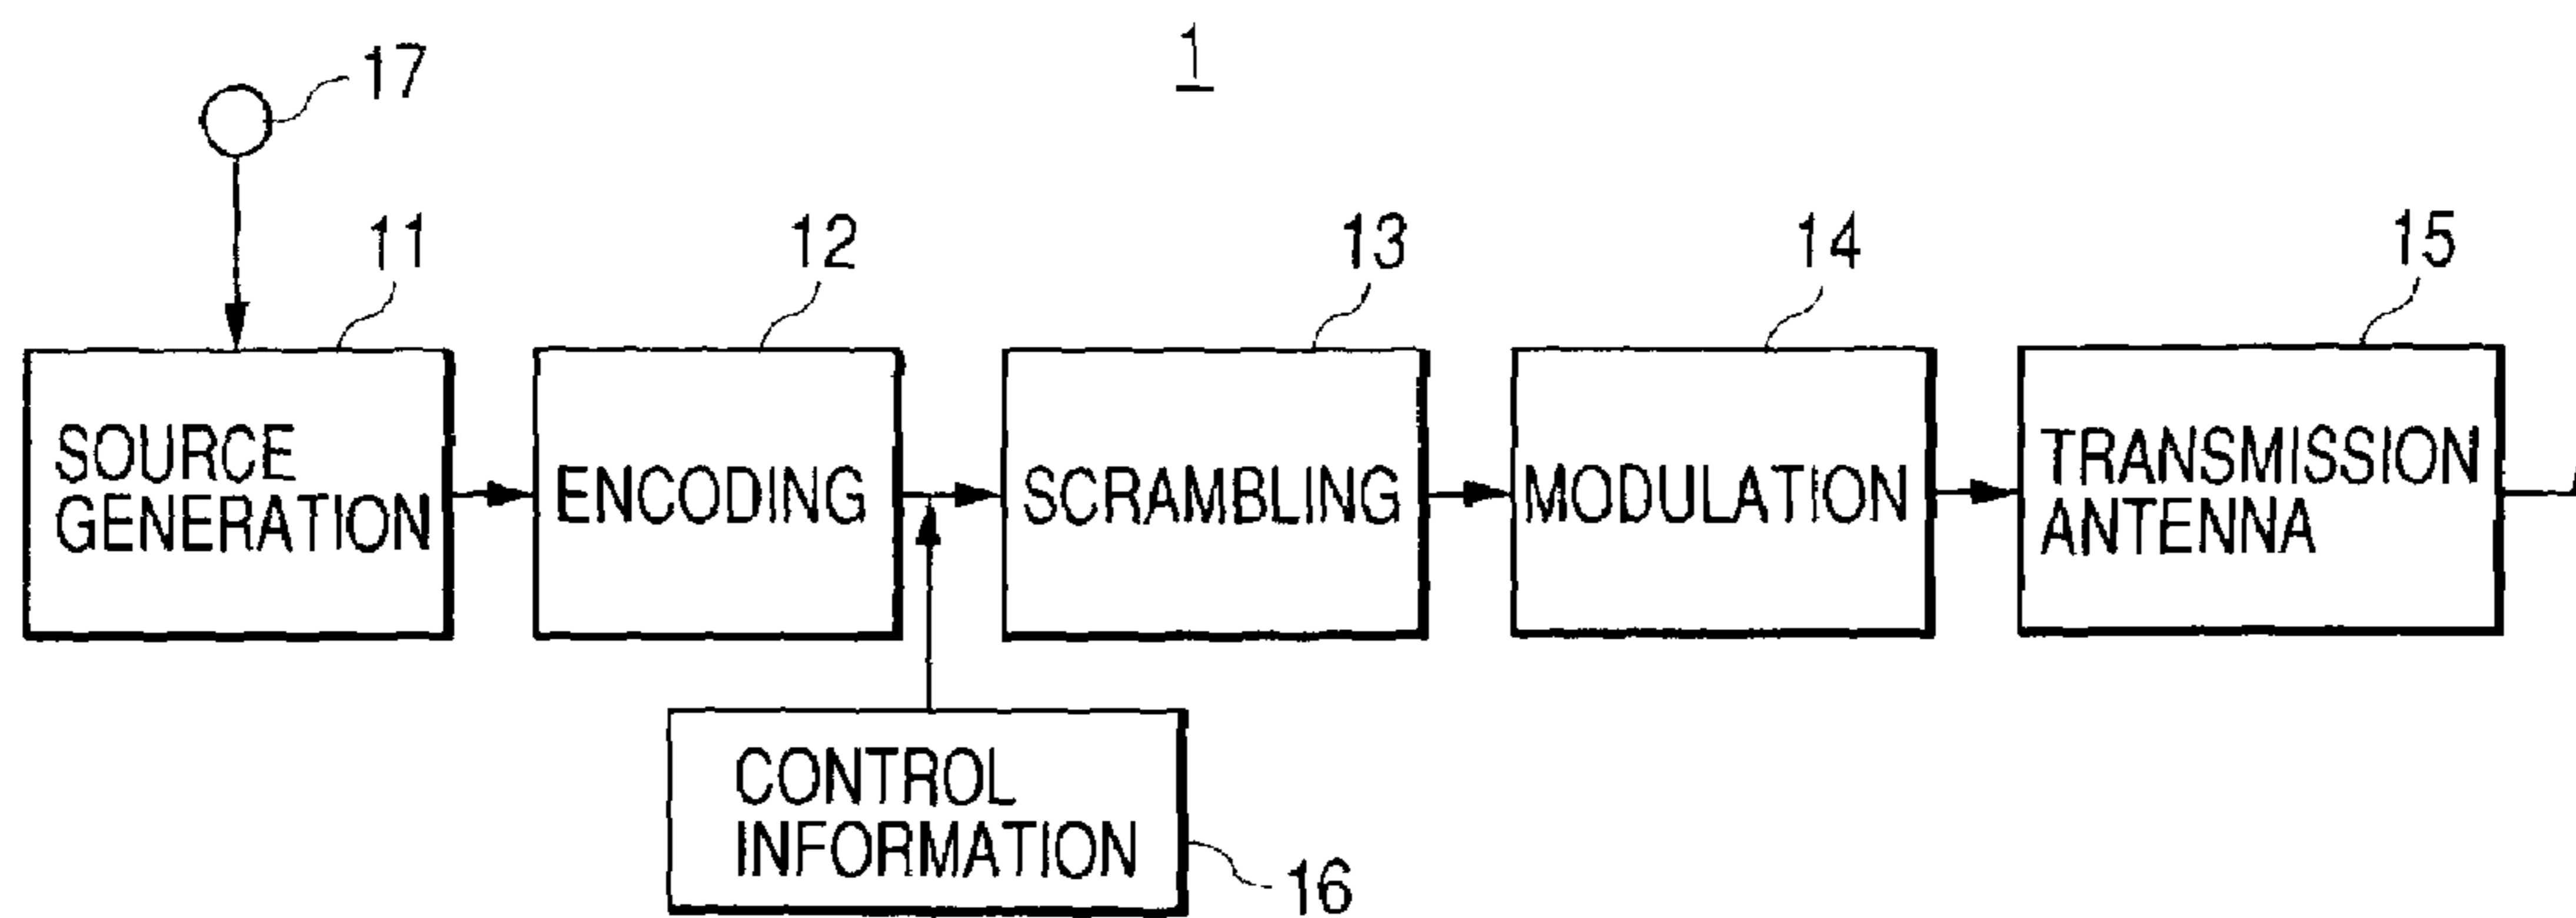 1
17
11
12
13
14
15
SOURCE
GENERATION
ENCODING
SCRAMBLING
MODULATION
TRANSMISSION
ANTENNA
CONTROL
INFORMATION
16